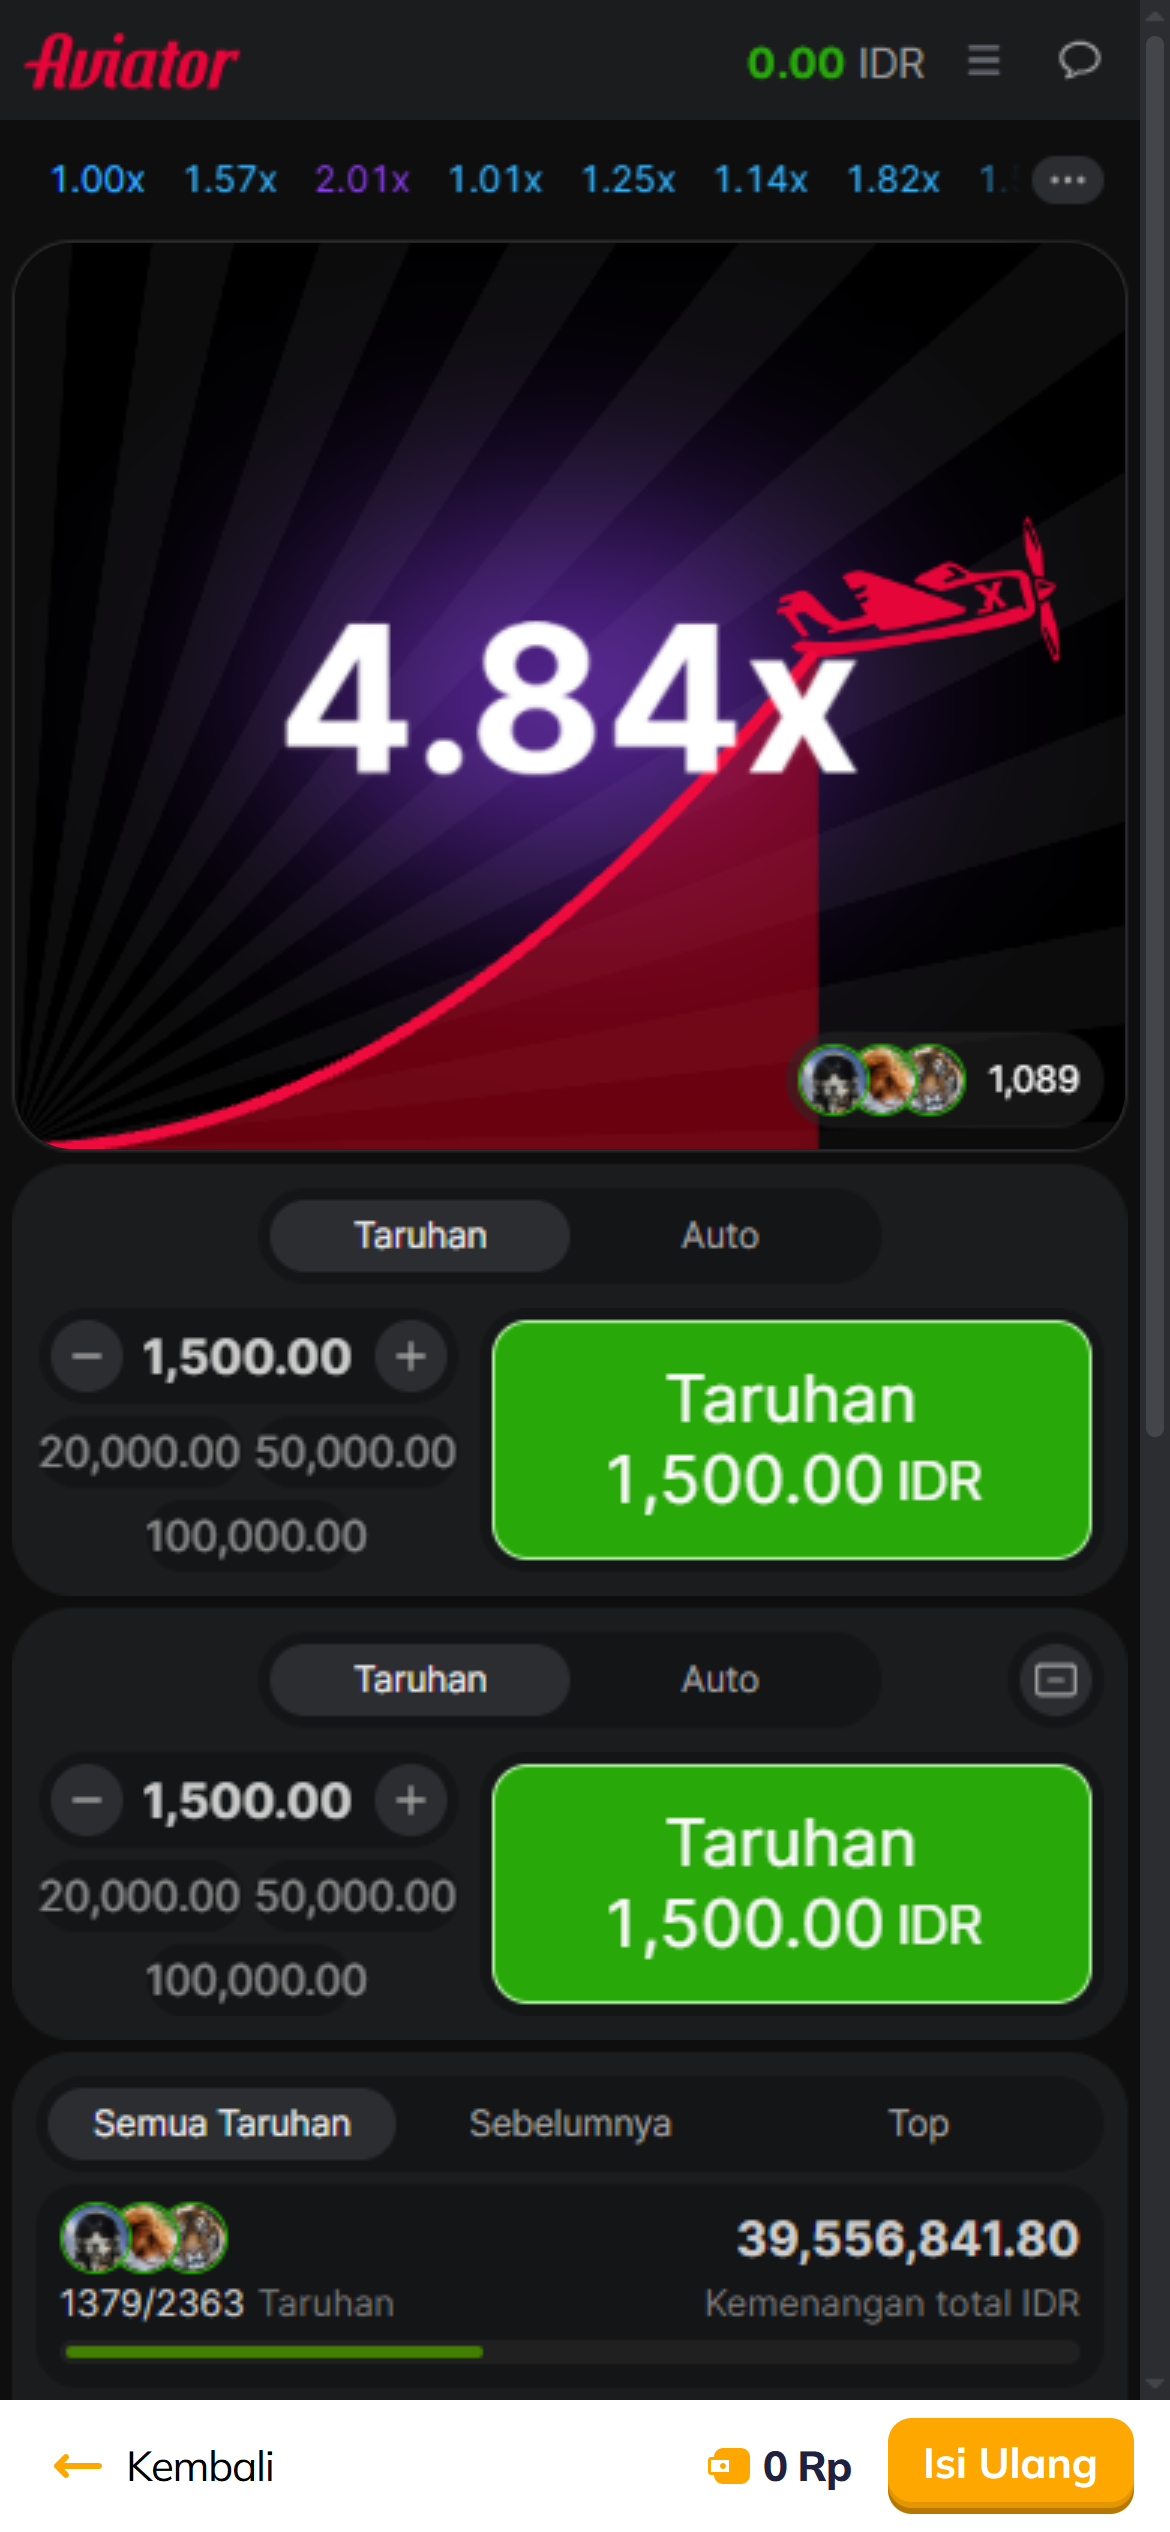 Aviator
0.00 IDR
1.00x 1.57x 2.01x 1.01x 1.25x 1.14x 1.82x
4.84x
X
1,089
Taruhan Auto
1,500.00
20,000.00 50,000.00
100,000.00
Taruhan
1,500.00 IDR
Taruhan Auto
1,500.00
20,000.00 50,000.00
100,000.00
Taruhan
1,500.00 IDR
Semua Taruhan Sebelumnya Top
39,556,841.80
1379/2363 Taruhan Kemenangan total IDR
Kembali 0 Rp Isi Ulang